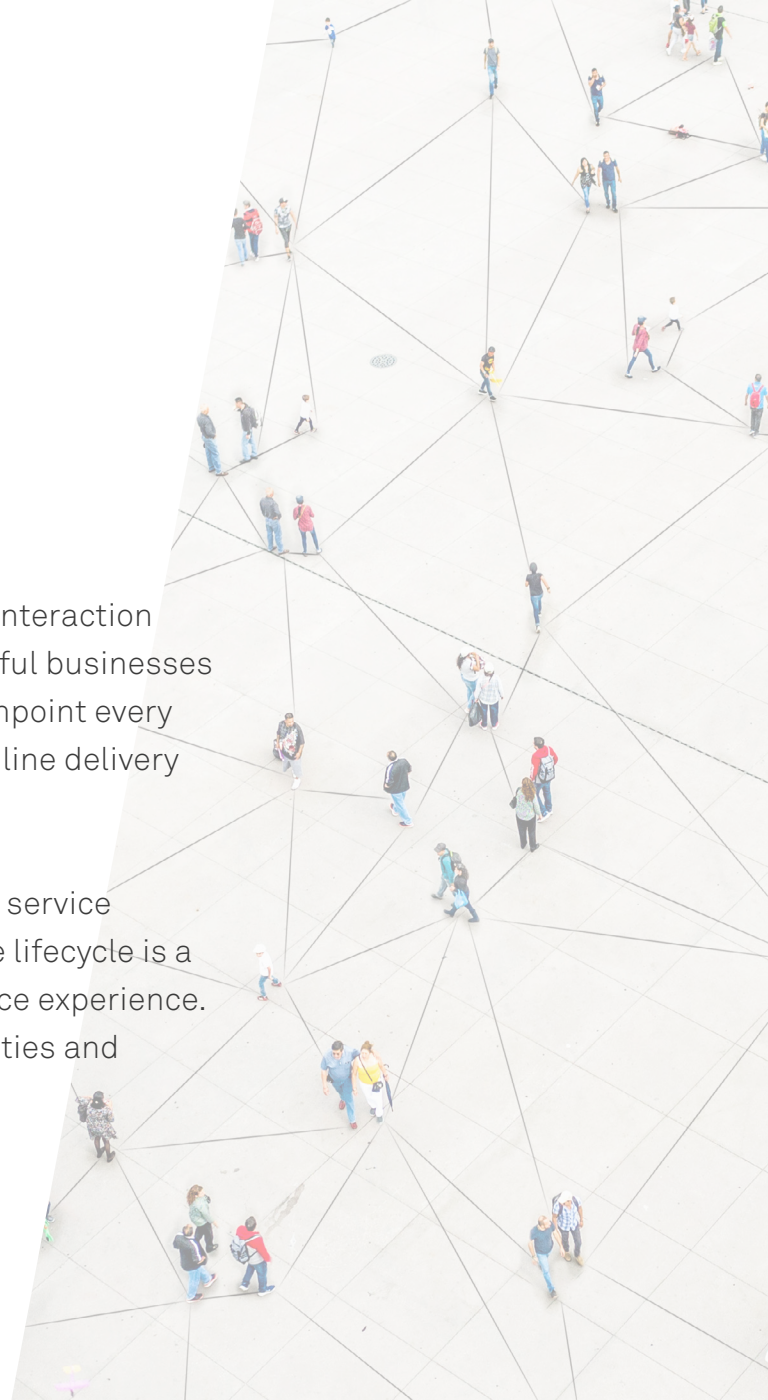 nteraction
ful businesses
npoint every
line delivery
service
lifecycle is a
ce experience.
ties and